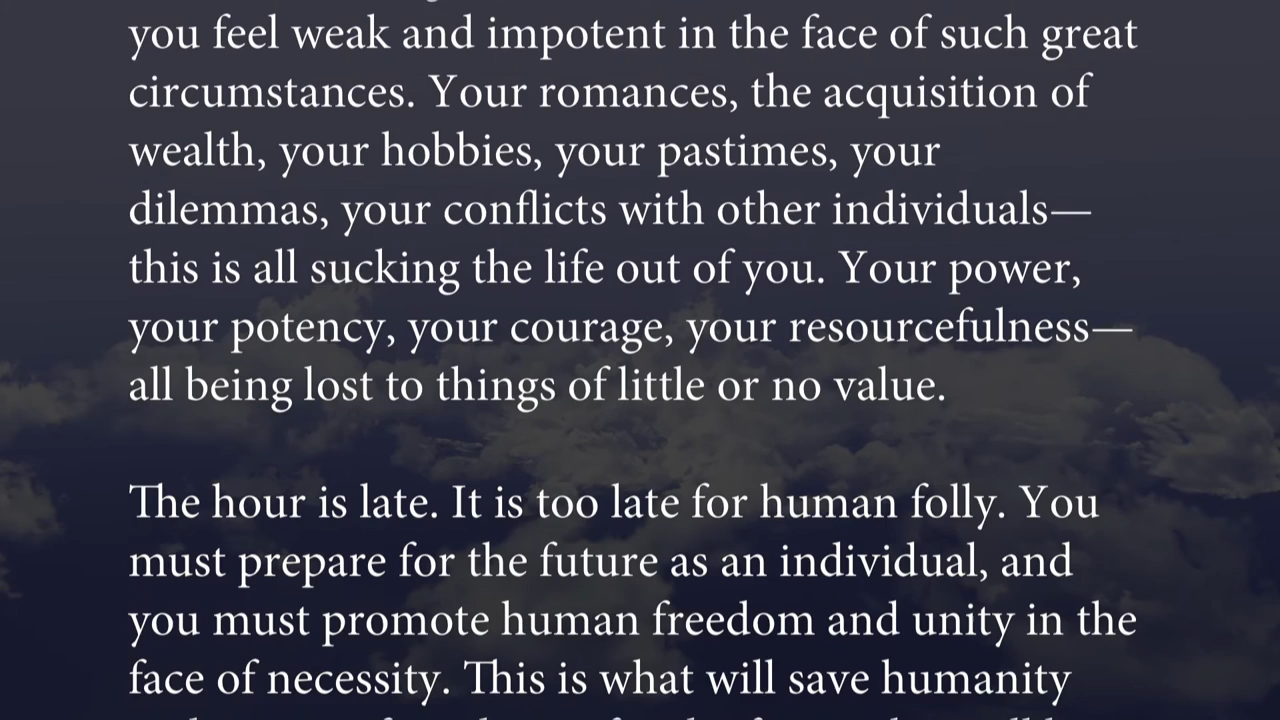 you feel weak and impotent in the face of such great
circumstances. Your romances, the acquisition of
wealth, your hobbies, your pastimes, your
dilemmas, your conflicts with other individuals—
this is all sucking the life out of you. Your power,
your potency, your courage, your resourcefulness—
all being lost to things of little or no value.
The hour is late. It is too late for human folly. You
must prepare for the future as an individual, and
you must promote human freedom and unity in the
face of necessity. This is what will save humanity